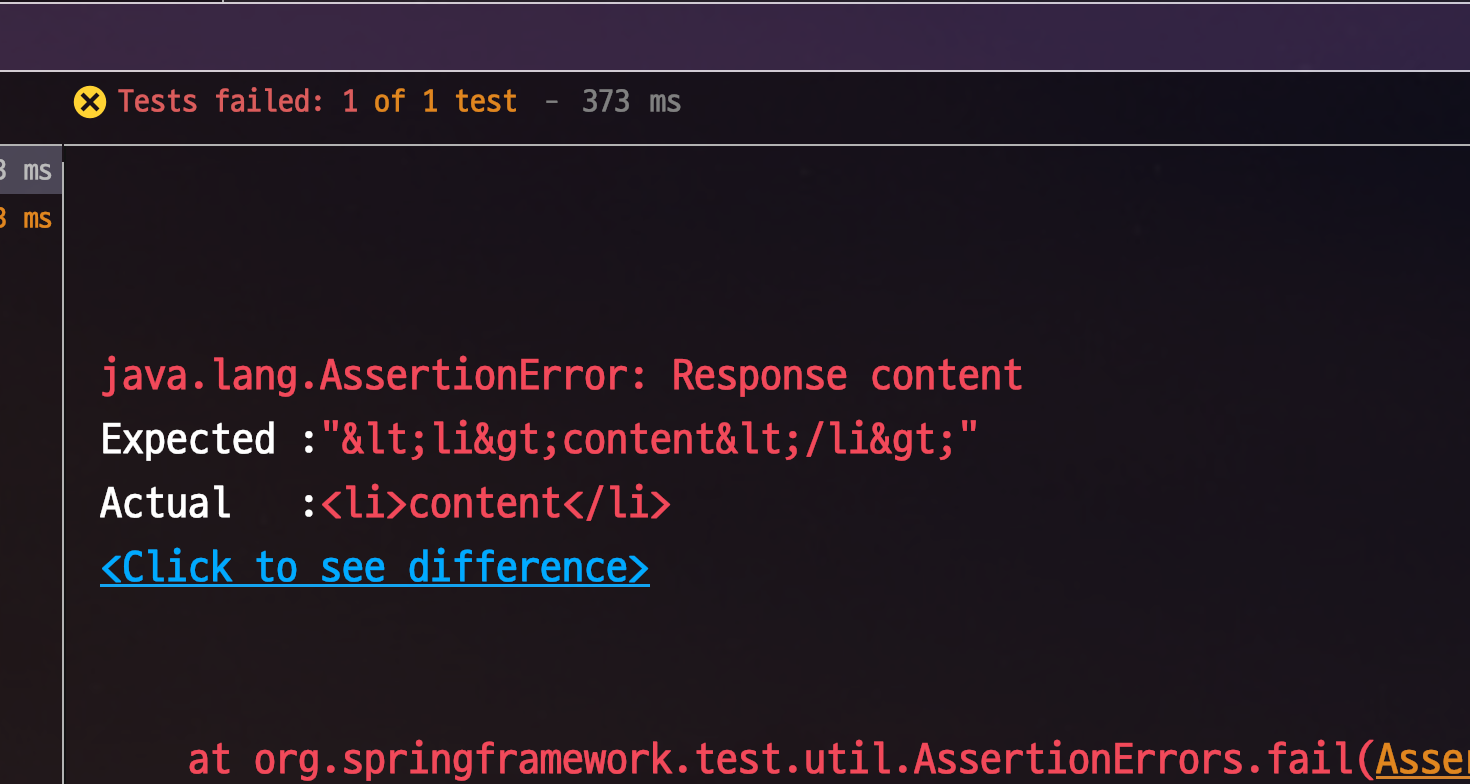 Tests failed: 1 of 1 test – 373 ms
ms
ms
java.lang.AssertionError: Response content
Expected :"&lt;li&gt;content&lt;/li&gt;"
Actual   :<li>content</li>
<Click to see difference>
at org.springframework.test.util.AssertionErrors.fail(Asser